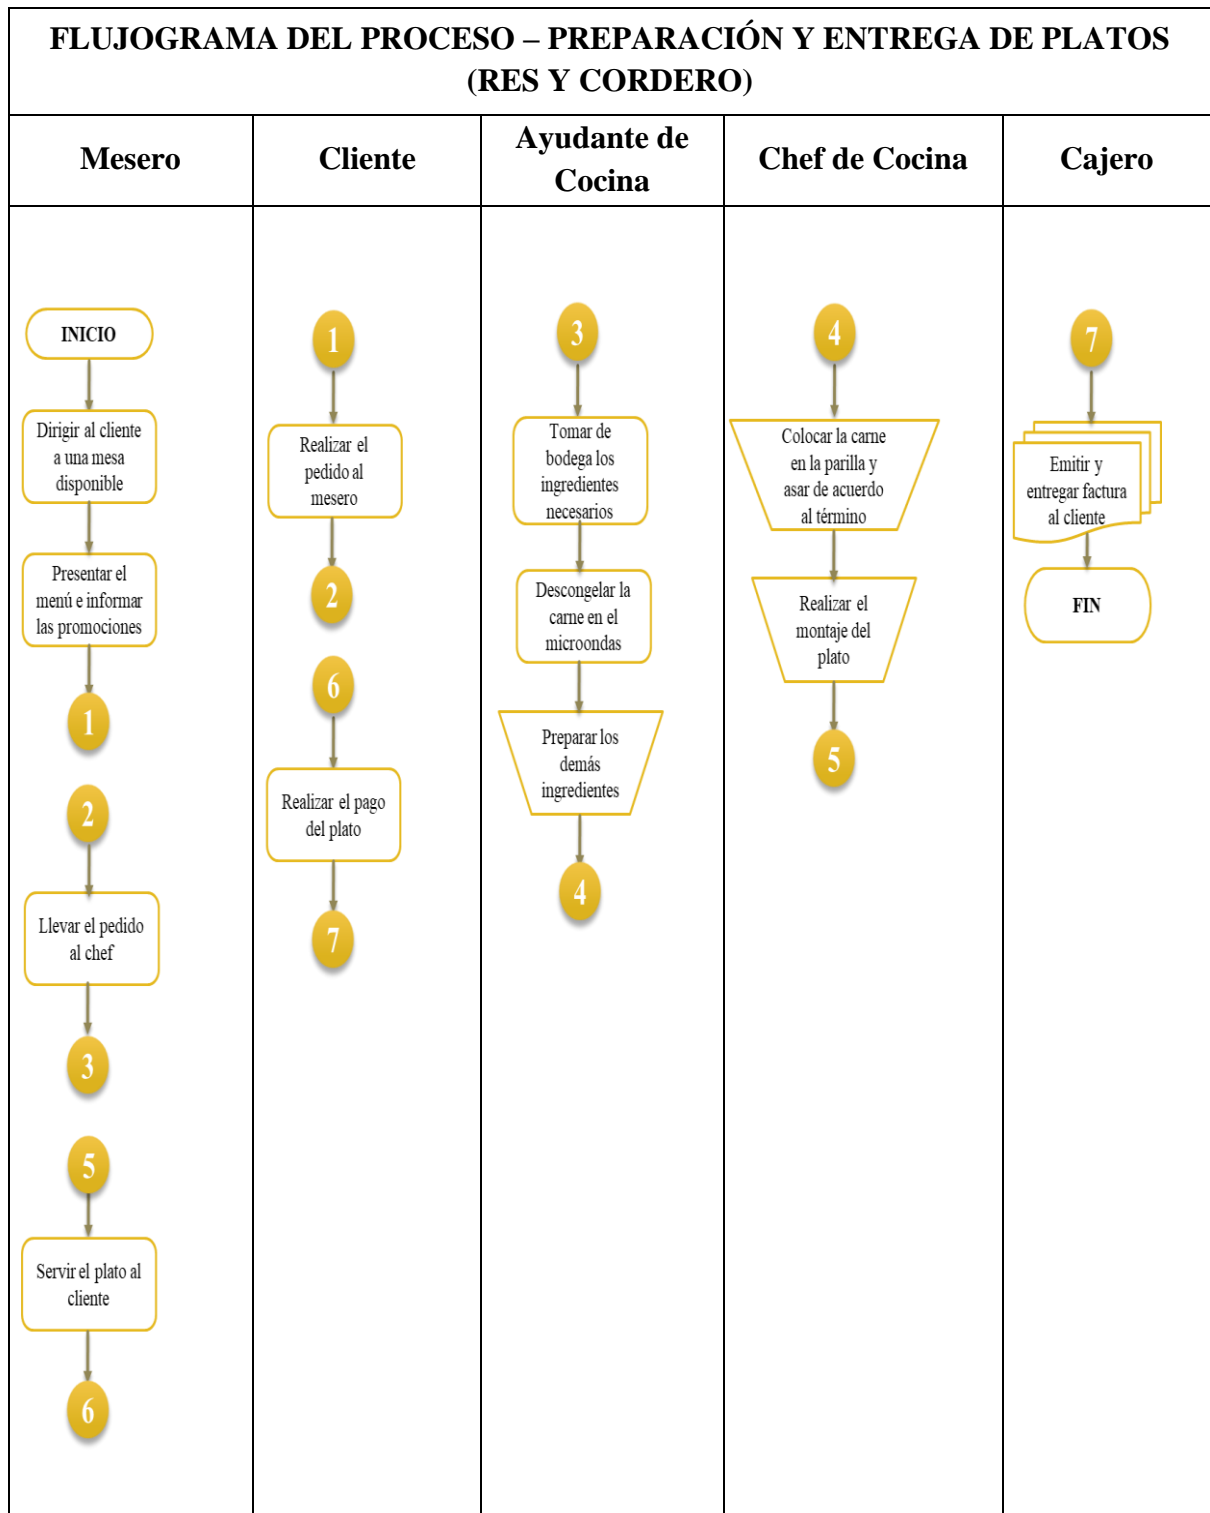 FLUJOGRAMA DEL PROCESO – PREPARACIÓN Y ENTREGA DE PLATOS
(RES Y CORDERO)
Mesero
Cliente
Ayudante de
Cocina
Chef de Cocina
Cajero
INICIO
Dirigir al cliente
a una mesa
disponible
Presentar el
menú e informar
las promociones
1
2
Llevar el pedido
al chef
3
5
Servir el plato al
cliente
6
1
Realizar el
pedido al
mesero
2
6
Realizar el pago
del plato
7
3
Tomar de
bodega los
ingredientes
necesarios
Descongelar la
carne en el
microondas
Preparar los
demás
ingredientes
4
4
Colocar la carne
en la parilla y
asar de acuerdo
al término
Realizar el
montaje del
plato
5
7
Emitir y
entregar factura
al cliente
FIN